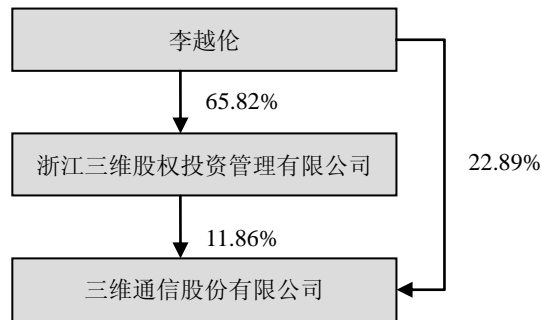 李越伦
65.82%
浙江三维股权投资管理有限公司
22.89%
11.86%
三维通信股份有限公司